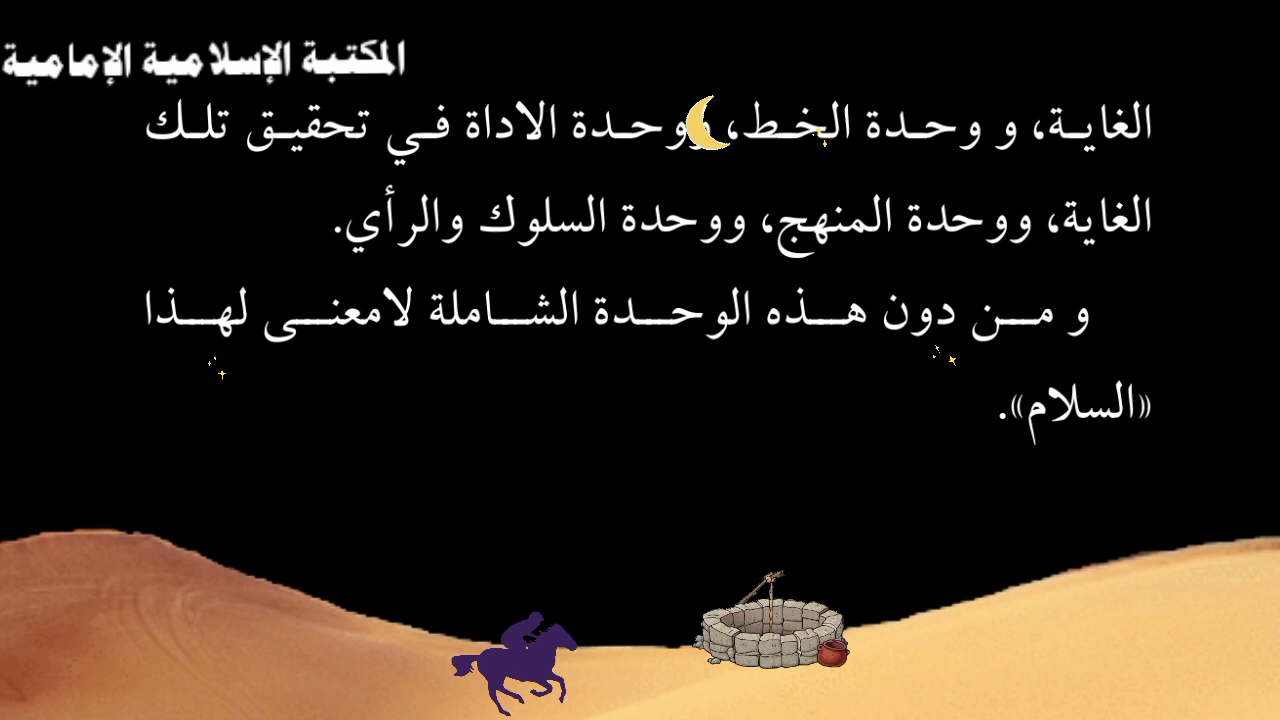 المكتبة الإسلامية الإمامية
الغاية، و وحدة الخط، ووحدة الاداة في تحقيق تلك
الغاية، ووحدة المنهج، ووحدة السلوك والرأي.
و من دون هذه الوحدة الشاملة لامعنى لهذا
«السلام».